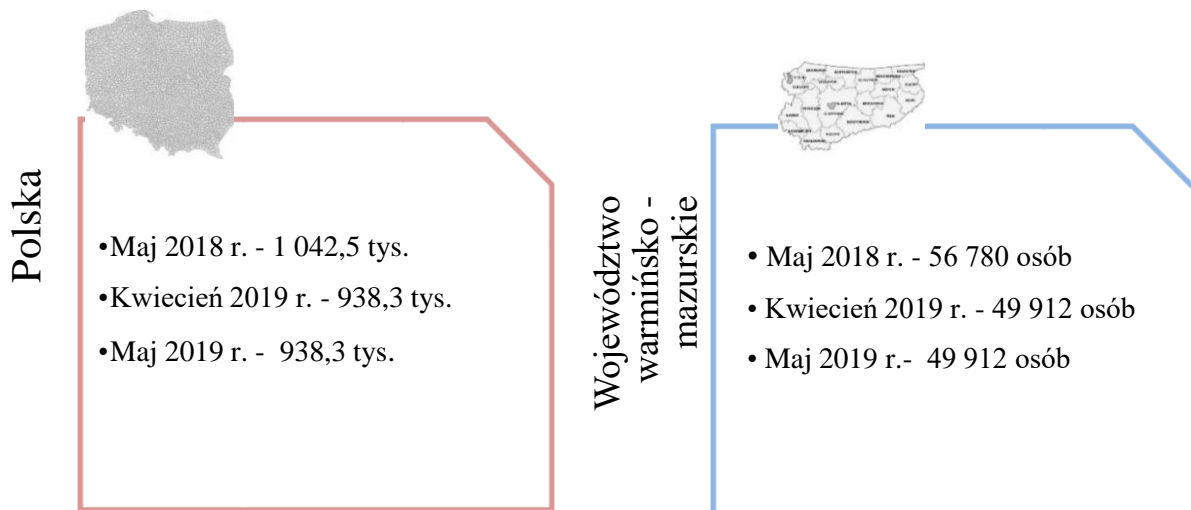 Polska
•Maj 2018 r. - 1 042,5 tys.
•Kwiecień 2019 r. - 938,3 tys.
•Maj 2019 r. - 938,3 tys.
Województwo
warmińsko -
mazurskie
• Maj 2018 r. - 56 780 osób
• Kwiecień 2019 r. - 49 912 osób
• Maj 2019 r.- 49 912 osób